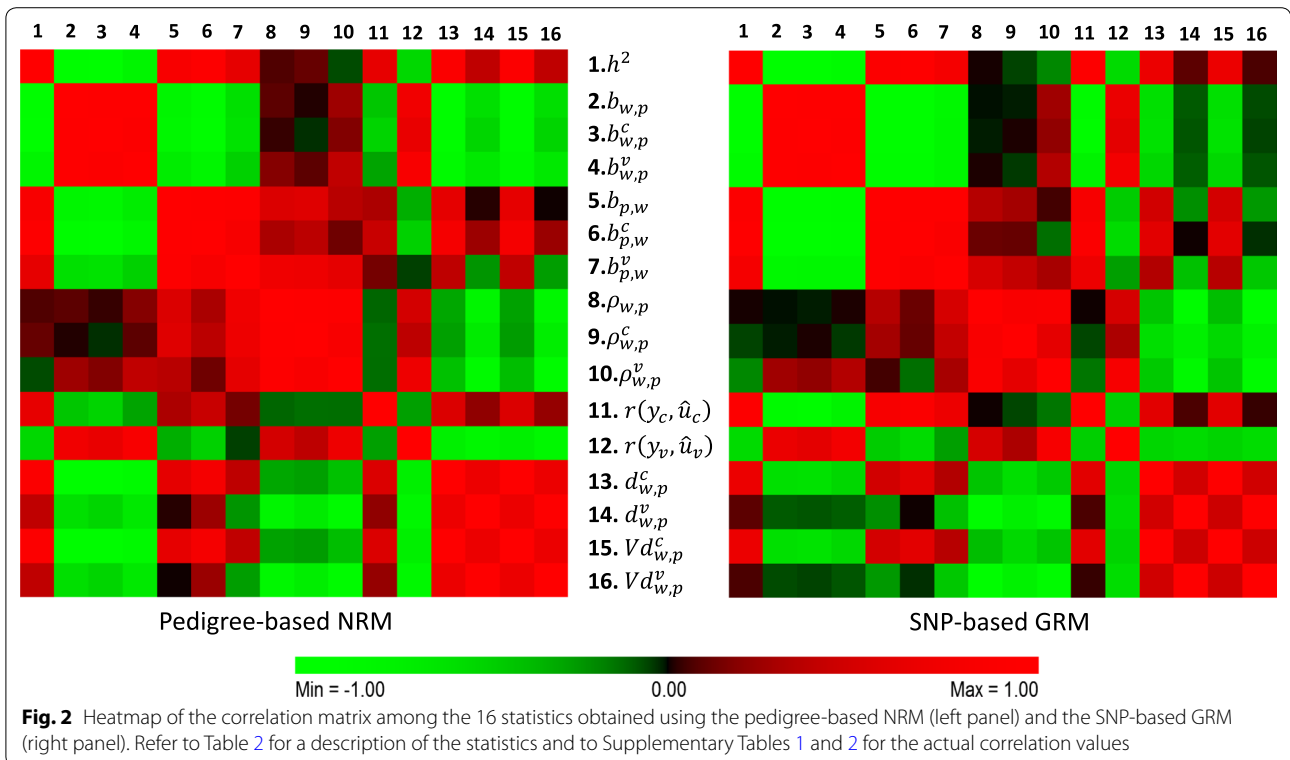 1 2 3 4 5 6 7 8 9 10 11 12 13 14 15 16
1 2 3 4 5 6 7 8 9 10 11 12 13 14 15 16
1. h²
2. b_{w,p}
3. b^c_{w,p}
4. b^v_{w,p}
5. b_{p,w}
6. b^c_{p,w}
7. b^v_{p,w}
8. ρ_{w,p}
9. ρ^c_{w,p}
10. ρ^v_{w,p}
11. r(y_c, û_c)
12. r(y_v, û_v)
13. d^c_{w,p}
14. d^v_{w,p}
15. Vd^c_{w,p}
16. Vd^v_{w,p}
Pedigree-based NRM
SNP-based GRM
Min = -1.00 0.00 Max = 1.00
Fig. 2 Heatmap of the correlation matrix among the 16 statistics obtained using the pedigree-based NRM (left panel) and the SNP-based GRM
(right panel). Refer to Table 2 for a description of the statistics and to Supplementary Tables 1 and 2 for the actual correlation values